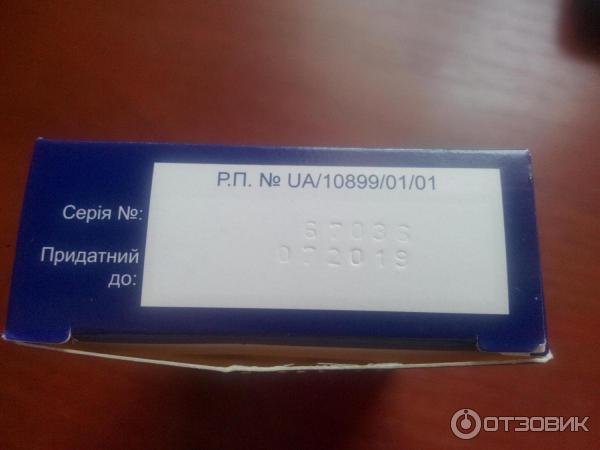 Р.П. № UA/10899/01/01
Серія №:
67036
Придатний
до:
072019
ОТЗОВИК